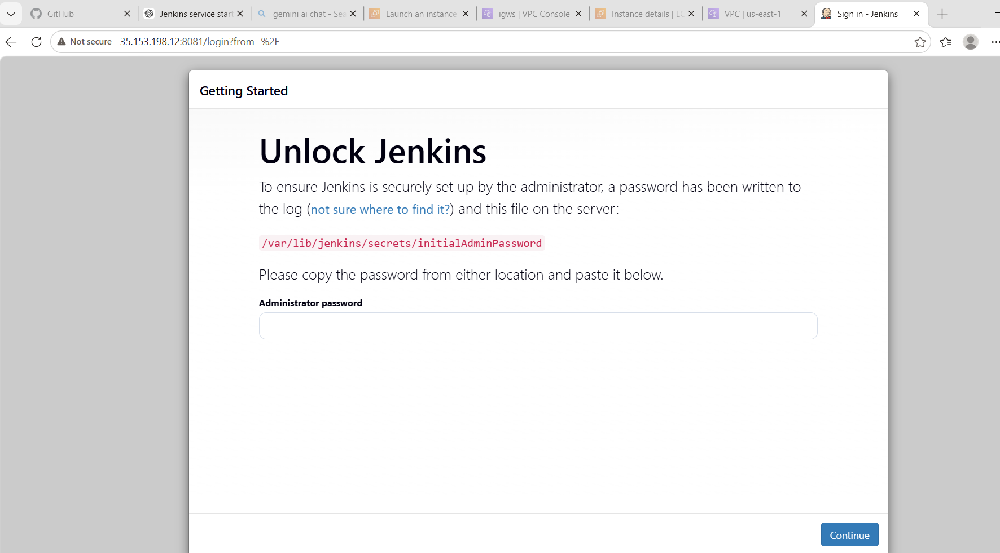 GitHub
Jenkins service start
gemini ai chat - Sea
Launch an instance
igws | VPC Console
Instance details | EC
VPC | us-east-1
Sign in - Jenkins
Not secure 35.153.198.12:8081/login?from=%2F
Getting Started
Unlock Jenkins
To ensure Jenkins is securely set up by the administrator, a password has been written to
the log (not sure where to find it?) and this file on the server:
/var/lib/jenkins/secrets/initialAdminPassword
Please copy the password from either location and paste it below.
Administrator password
Continue